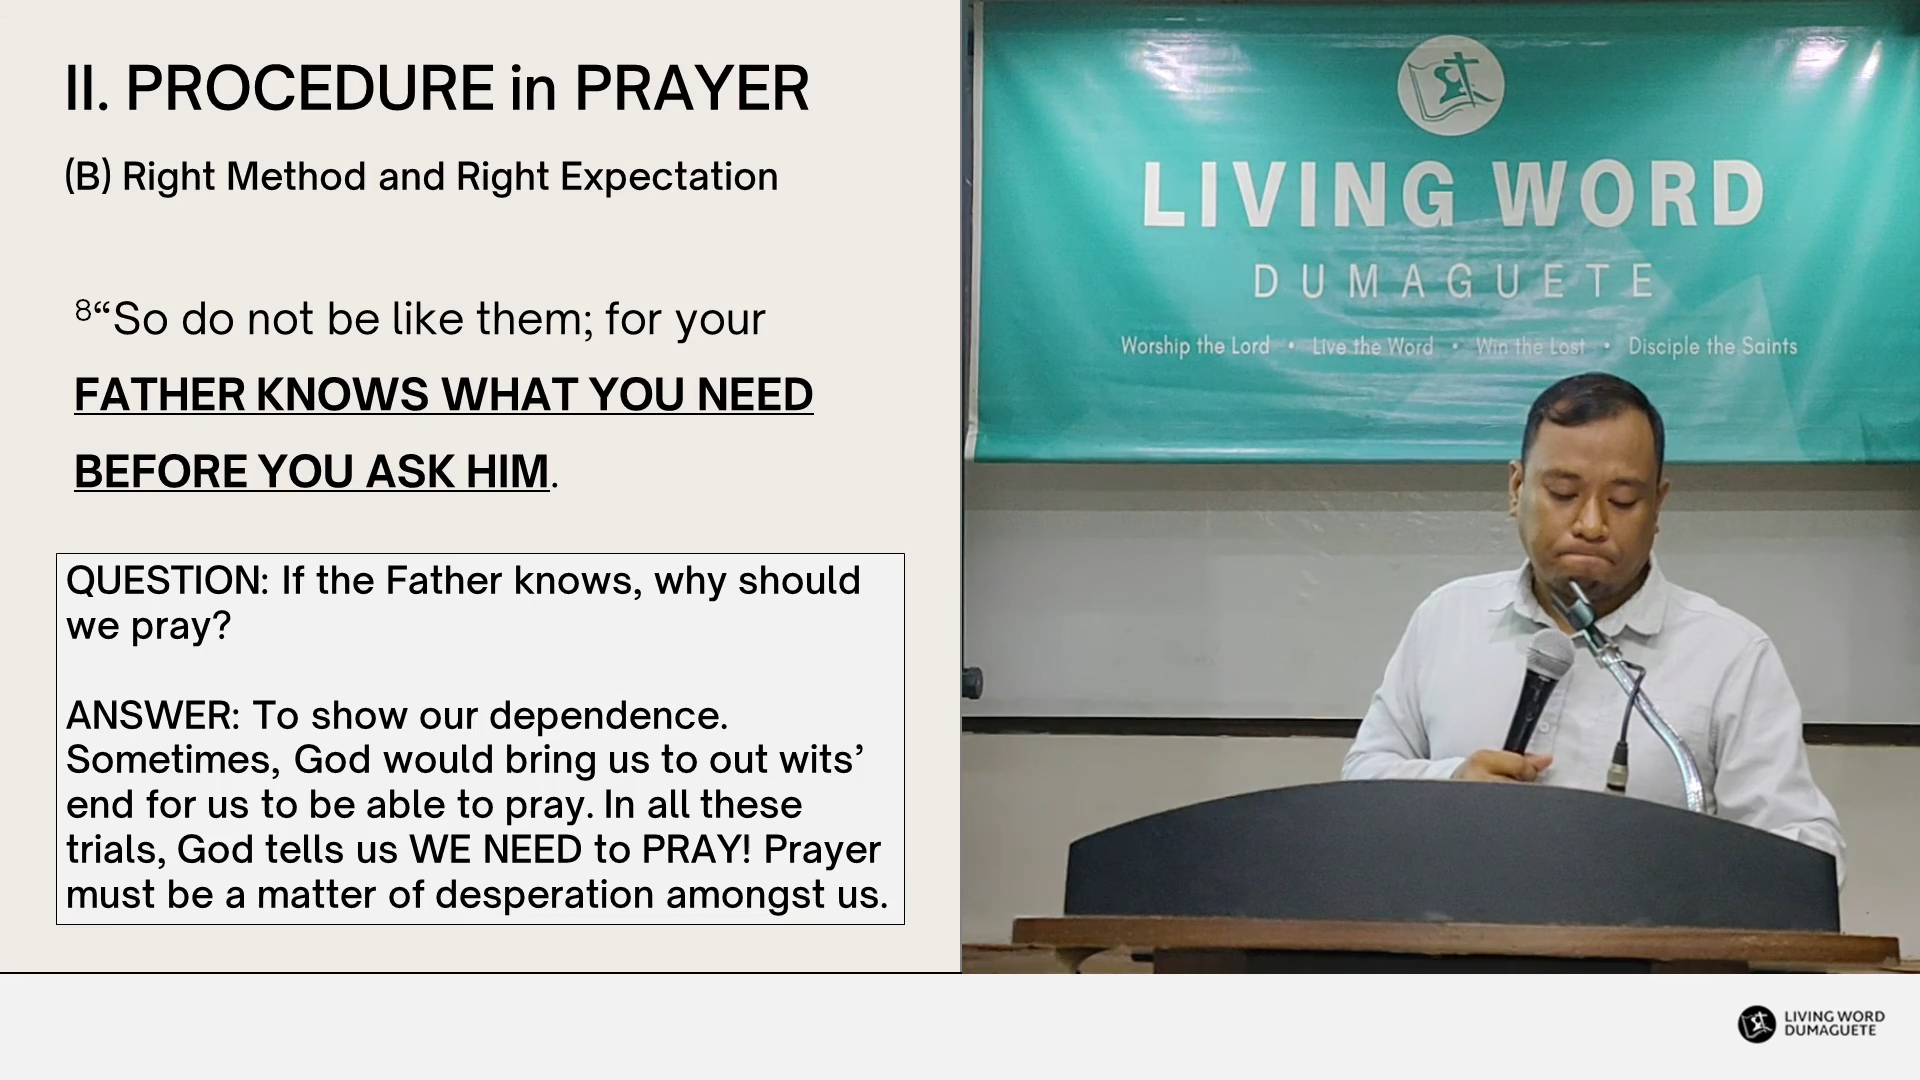 II. PROCEDURE in PRAYER
(B) Right Method and Right Expectation
8“So do not be like them; for your
FATHER KNOWS WHAT YOU NEED
BEFORE YOU ASK HIM.
QUESTION: If the Father knows, why should
we pray?
ANSWER: To show our dependence.
Sometimes, God would bring us to out wits’
end for us to be able to pray. In all these
trials, God tells us WE NEED to PRAY! Prayer
must be a matter of desperation amongst us.
LIVING WORD
DUMAGUETE
Worship the Lord • Live the Word • Win the Lost • Disciple the Saints
LIVING WORD
DUMAGUETE